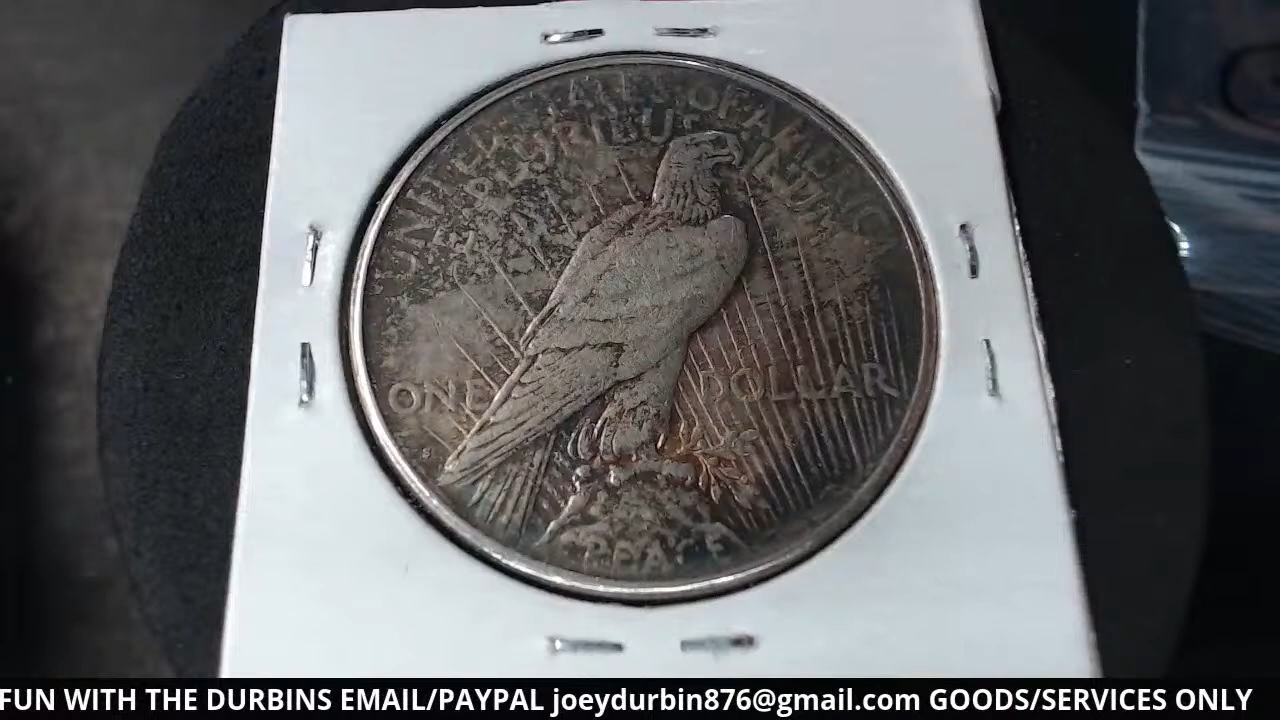 UNITED STATES OF AMERICA
E PLURIBUS UNUM
ONE DOLLAR
S
PEACE
FUN WITH THE DURBINS EMAIL/PAYPAL joeydurbin876@gmail.com GOODS/SERVICES ONLY